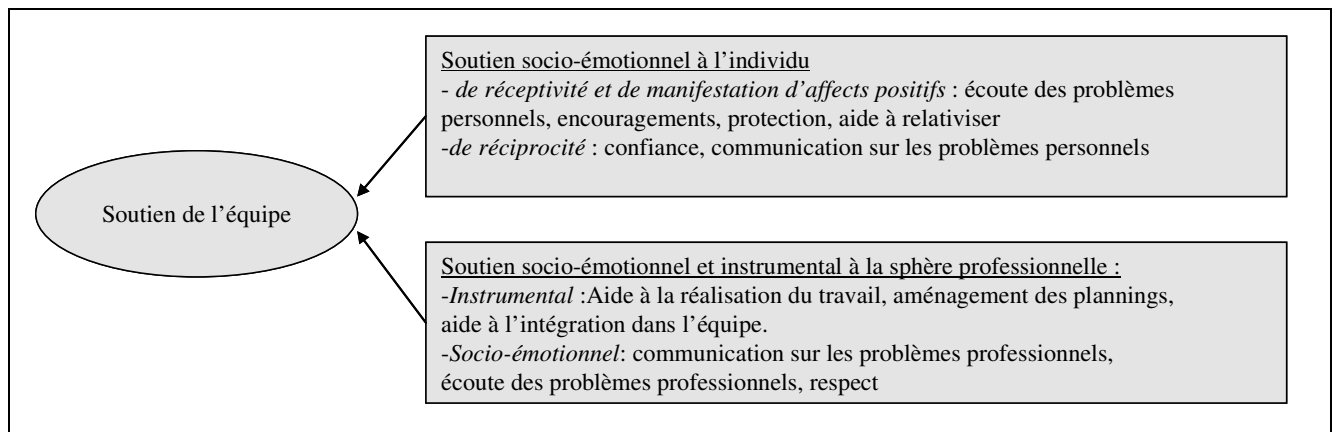 Soutien socio-émotionnel à l’individu
- de réceptivité et de manifestation d’affects positifs : écoute des problèmes
personnels, encouragements, protection, aide à relativiser
-de réciprocité : confiance, communication sur les problèmes personnels
Soutien de l’équipe
Soutien socio-émotionnel et instrumental à la sphère professionnelle :
-Instrumental :Aide à la réalisation du travail, aménagement des plannings,
aide à l’intégration dans l’équipe.
-Socio-émotionnel: communication sur les problèmes professionnels,
écoute des problèmes professionnels, respect